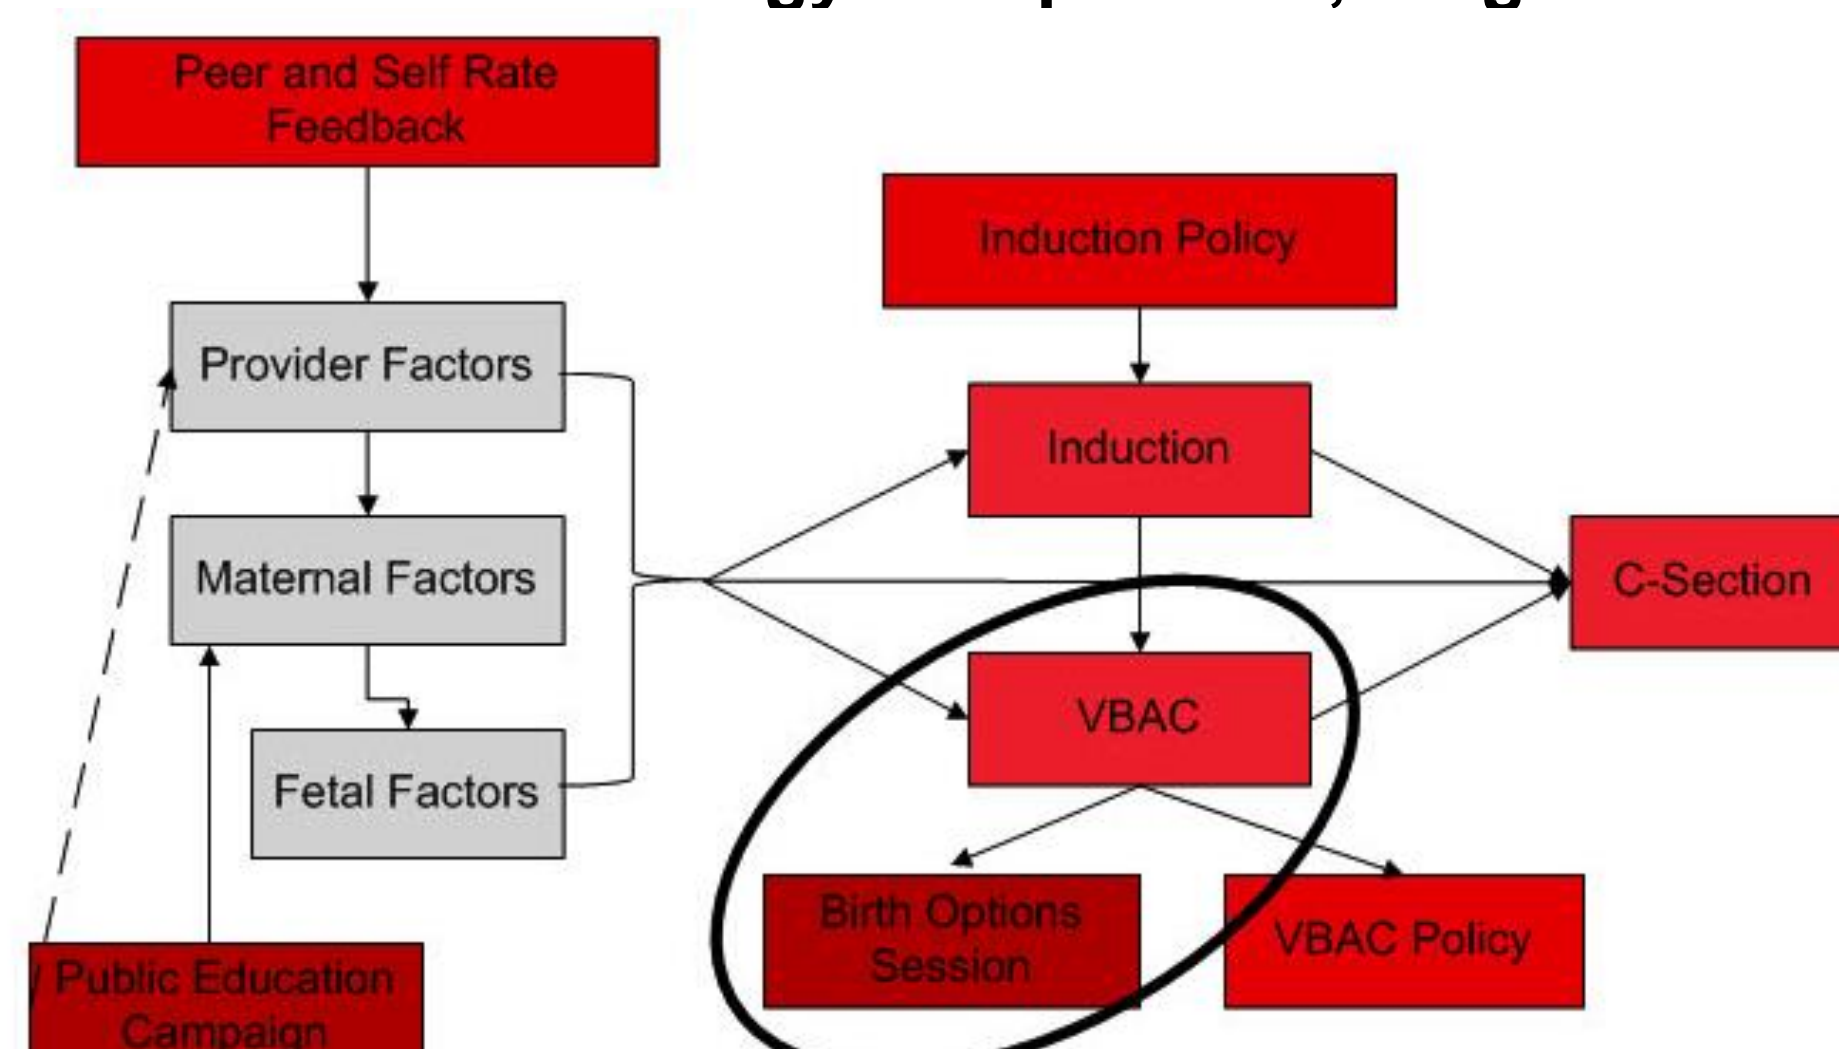 Peer and Self Rate
Feedback
Induction Policy
Provider Factors
Induction
Maternal Factors
C-Section
VBAC
Fetal Factors
Birth Options
Session
VBAC Policy
Public Education
Campaign